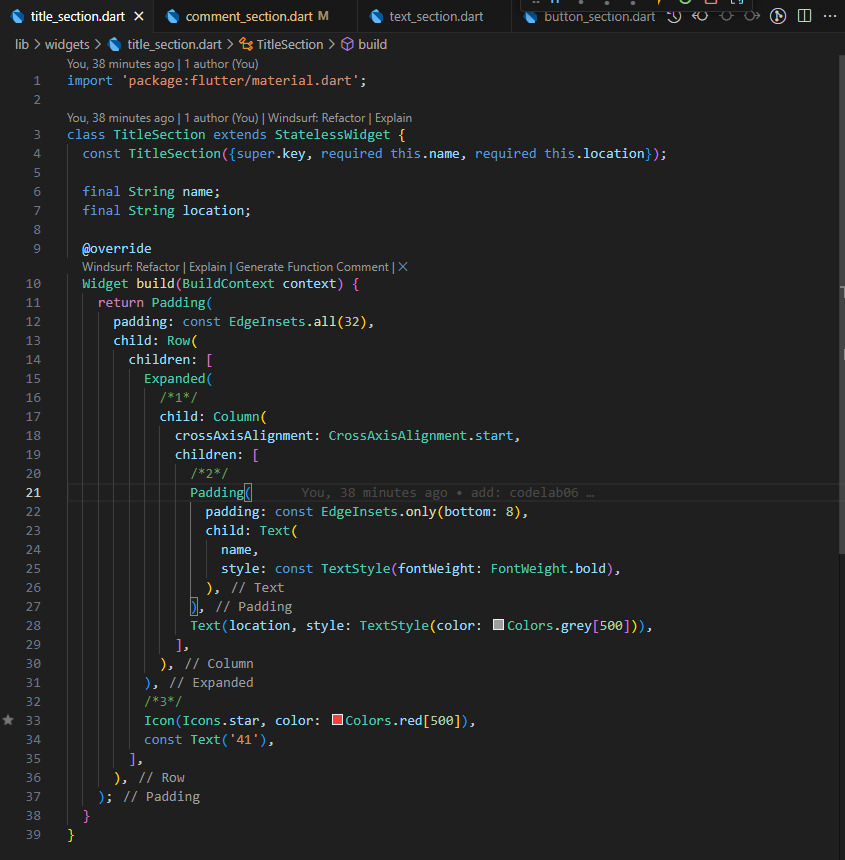 title_section.dart
comment_section.dart M
text_section.dart
button_section.dart
lib > widgets > title_section.dart > TitleSection > build
You, 38 minutes ago | 1 author (You)
1 import 'package:flutter/material.dart';
2
You, 38 minutes ago | 1 author (You) | Windsurf: Refactor | Explain
3 class TitleSection extends StatelessWidget {
4 const TitleSection({super.key, required this.name, required this.location});
5
6 final String name;
7 final String location;
8
9 @override
Windsurf: Refactor | Explain | Generate Function Comment | ×
10 Widget build(BuildContext context) {
11 return Padding(
12 padding: const EdgeInsets.all(32),
13 child: Row(
14 children: [
15 Expanded(
16 /*1*/
17 child: Column(
18 crossAxisAlignment: CrossAxisAlignment.start,
19 children: [
20 /*2*/
21 Padding( You, 38 minutes ago • add: codelab06 …
22 padding: const EdgeInsets.only(bottom: 8),
23 child: Text(
24 name,
25 style: const TextStyle(fontWeight: FontWeight.bold),
26 ), // Text
27 ), // Padding
28 Text(location, style: TextStyle(color: Colors.grey[500])),
29 ],
30 ), // Column
31 ), // Expanded
32 /*3*/
33 Icon(Icons.star, color: Colors.red[500]),
34 const Text('41'),
35 ],
36 ), // Row
37 ); // Padding
38 }
39 }